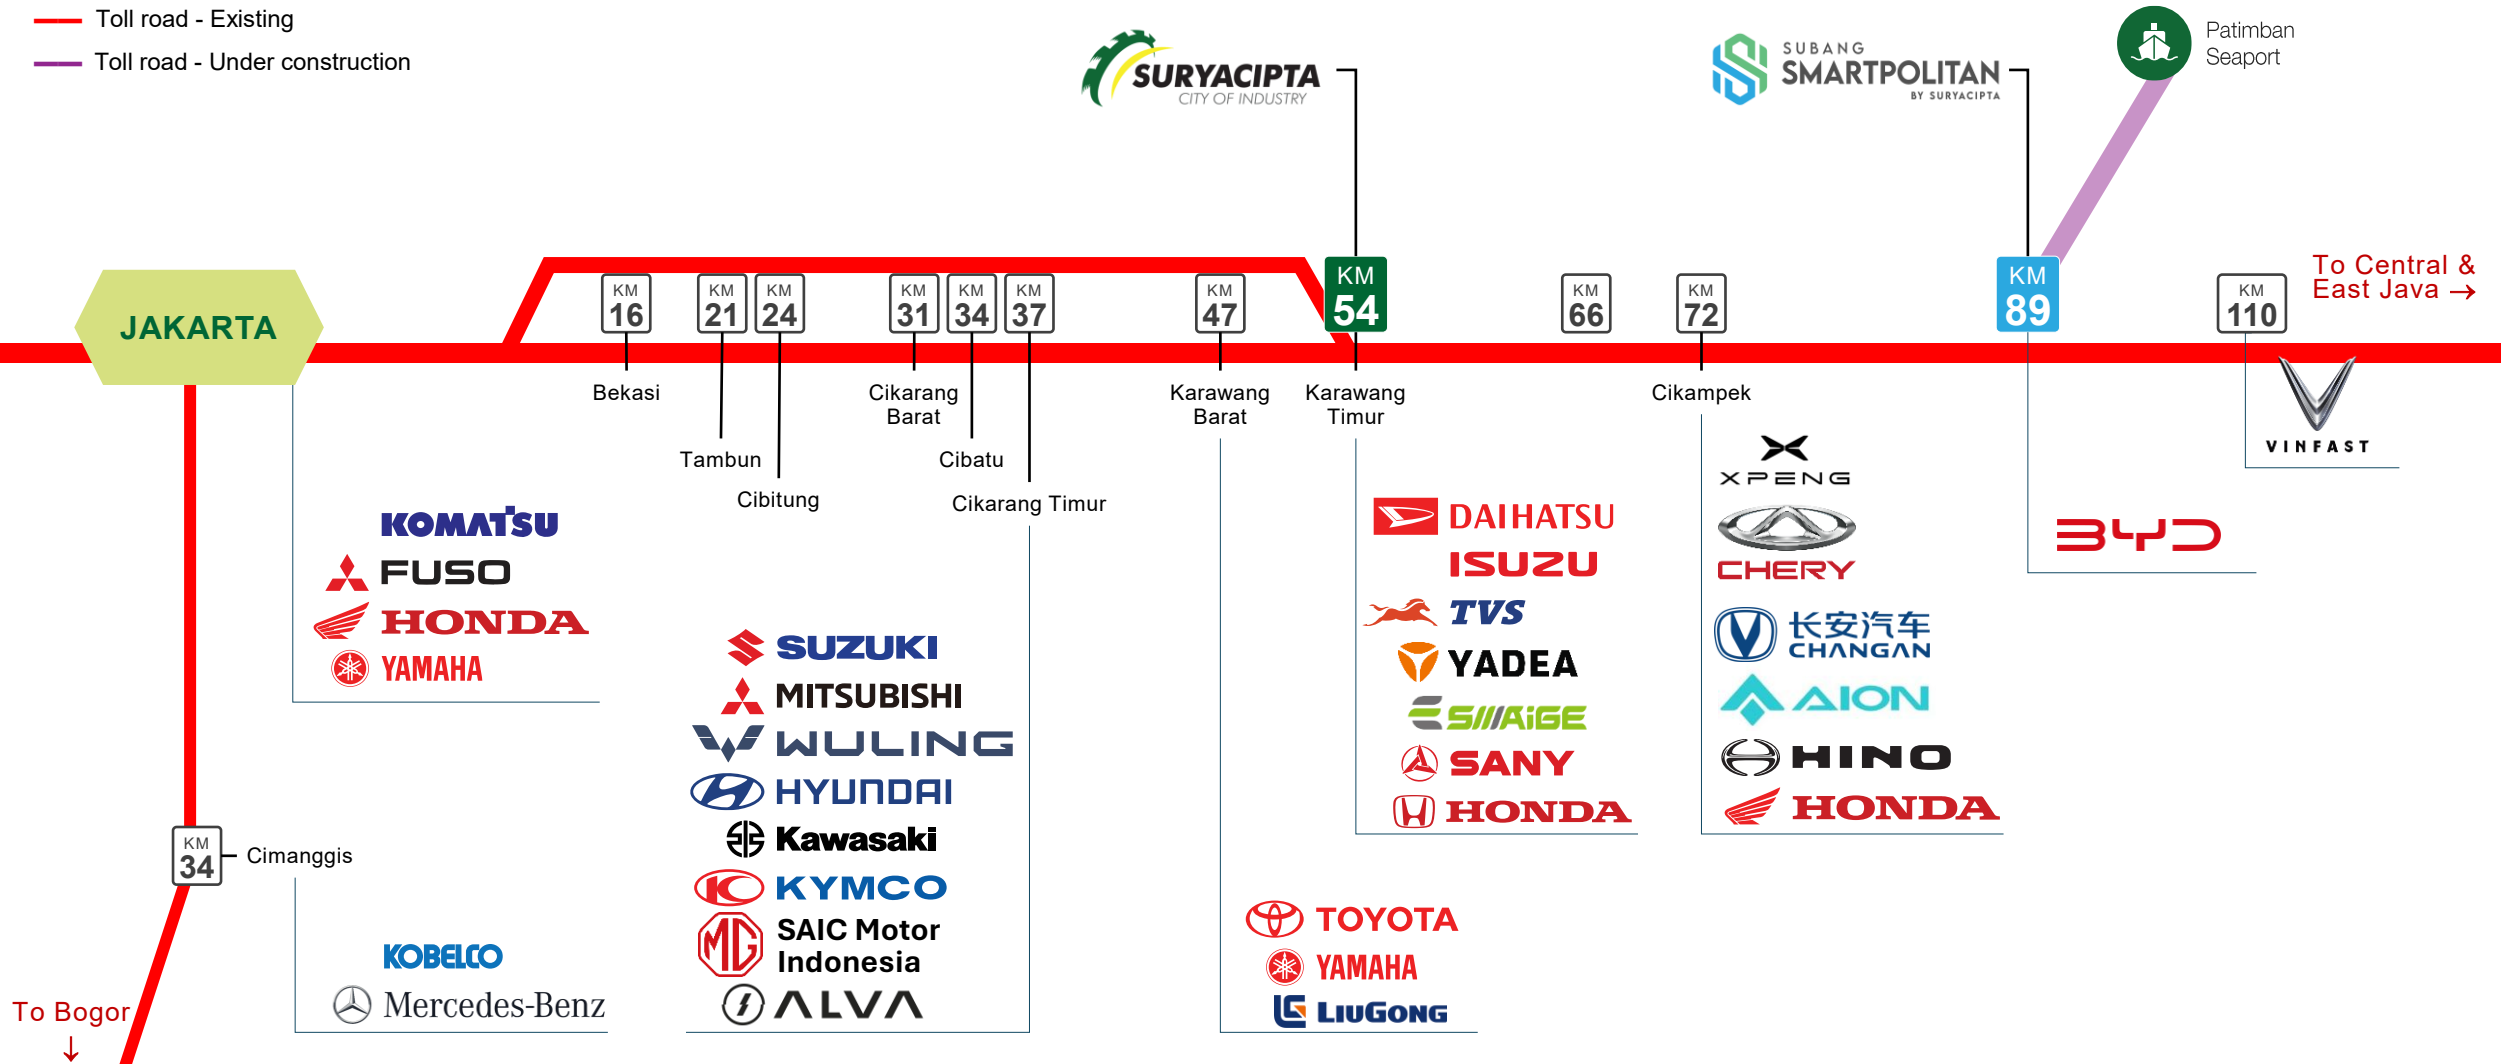 Toll road - Existing
Toll road - Under construction
SURYACIPTA
CITY OF INDUSTRY
SUBANG
SMARTPOLITAN
BY SURYACIPTA
Patimban
Seaport
To Central &
East Java →
JAKARTA
KM
16
KM
21
KM
24
KM
31
KM
34
KM
37
KM
47
KM
54
KM
66
KM
72
KM
89
KM
110
Bekasi
Tambun
Cibitung
Cikarang
Barat
Cibatu
Cikarang Timur
Karawang
Barat
Karawang
Timur
Cikampek
KOMATSU
FUSO
HONDA
YAMAHA
KM
34
Cimanggis
KOBELCO
Mercedes-Benz
To Bogor
↓
SUZUKI
MITSUBISHI
WULING
HYUNDAI
Kawasaki
KYMCO
MG
SAIC Motor
Indonesia
ALVA
TOYOTA
YAMAHA
LG
LIUGONG
DAIHATSU
ISUZU
TVS
YADEA
SMAiGE
SANY
HONDA
XPENG
CHERY
长安汽车
CHANGAN
AION
HINO
HONDA
BYD
VINFAST